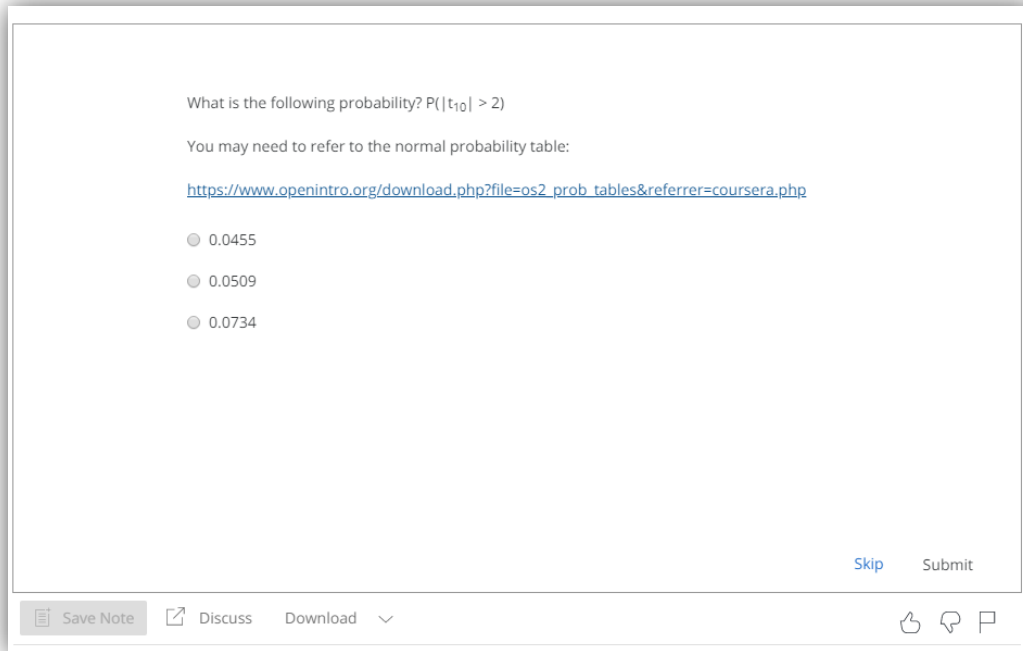 What is the following probability? P(|t₁₀| > 2)
You may need to refer to the normal probability table:
https://www.openintro.org/download.php?file=os2_prob_tables&referrer=coursera.php
0.0455
0.0509
0.0734
Skip Submit
Save Note Discuss Download